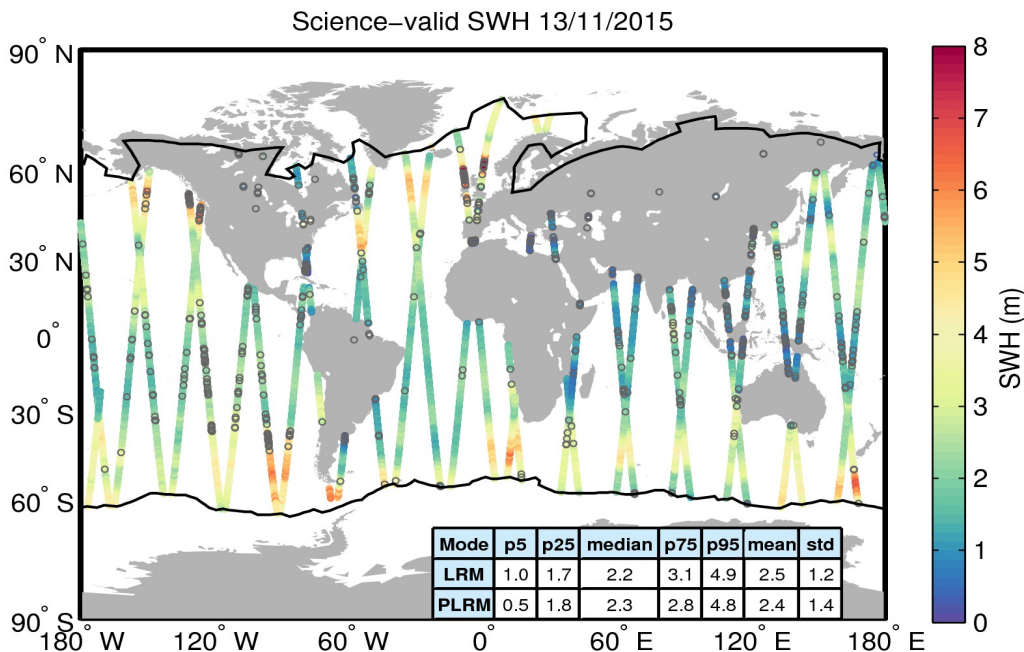 Science−valid SWH 13/11/2015
90° N
60° N
30° N
0°
30° S
60° S
90° S
180° W
120° W
60° W
0°
60° E
120° E
180° E
8
7
6
5
4
3
2
1
0
SWH (m)
Mode p5 p25 median p75 p95 mean std
LRM 1.0 1.7 2.2 3.1 4.9 2.5 1.2
PLRM 0.5 1.8 2.3 2.8 4.8 2.4 1.4